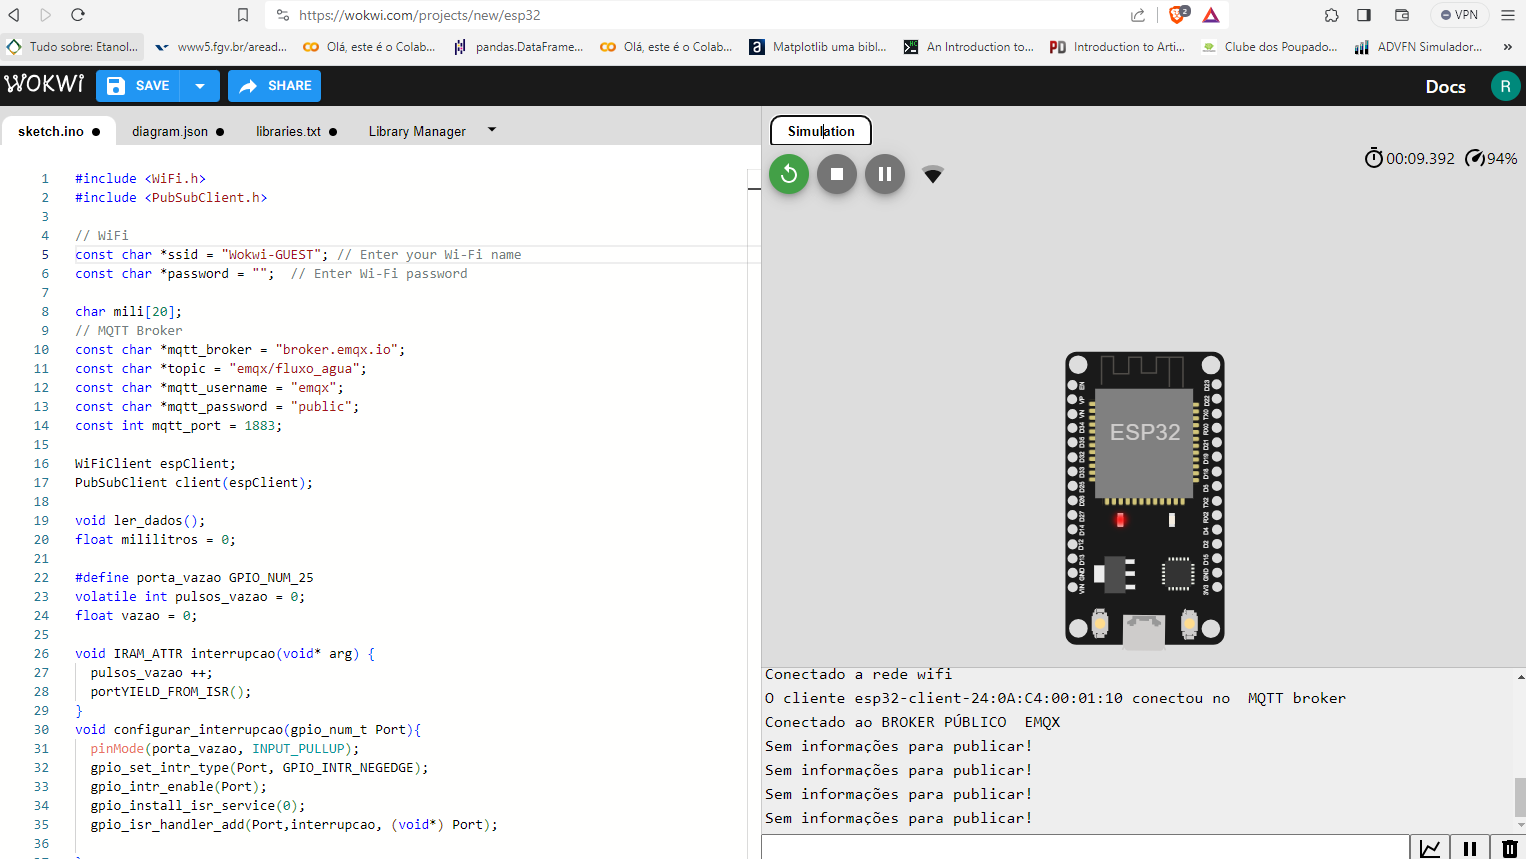 https://wokwi.com/projects/new/esp32
2
VPN
Tudo sobre: Etanol...
www5.fgv.br/aread...
Olá, este é o Colab...
pandas.DataFrame...
Olá, este é o Colab...
Matplotlib uma bibl...
An Introduction to...
Introduction to Arti...
Clube dos Poupado...
ADVFN Simulador...
»
WOKWI
SAVE
SHARE
Docs
R
sketch.ino ●
diagram.json ●
libraries.txt ●
Library Manager
Simulation
00:09.392
94%
1 #include <WiFi.h>
2 #include <PubSubClient.h>
3
4 // WiFi
5 const char *ssid = "Wokwi-GUEST"; // Enter your Wi-Fi name
6 const char *password = "";  // Enter Wi-Fi password
7
8 char mili[20];
9 // MQTT Broker
10 const char *mqtt_broker = "broker.emqx.io";
11 const char *topic = "emqx/fluxo_agua";
12 const char *mqtt_username = "emqx";
13 const char *mqtt_password = "public";
14 const int mqtt_port = 1883;
15
16 WiFiClient espClient;
17 PubSubClient client(espClient);
18
19 void ler_dados();
20 float mililitros = 0;
21
22 #define porta_vazao GPIO_NUM_25
23 volatile int pulsos_vazao = 0;
24 float vazao = 0;
25
26 void IRAM_ATTR interrupcao(void* arg) {
27   pulsos_vazao ++;
28   portYIELD_FROM_ISR();
29 }
30 void configurar_interrupcao(gpio_num_t Port){
31   pinMode(porta_vazao, INPUT_PULLUP);
32   gpio_set_intr_type(Port, GPIO_INTR_NEGEDGE);
33   gpio_intr_enable(Port);
34   gpio_install_isr_service(0);
35   gpio_isr_handler_add(Port,interrupcao, (void*) Port);
36
ESP32
EN
VP
VN
D34
D35
D32
D33
D25
D26
D27
D14
D12
D13
GND
VIN
D23
D22
TX0
RX0
D21
D19
D18
D5
TX2
RX2
D4
D2
D15
GND
3V3
Conectado a rede wifi
O cliente esp32-client-24:0A:C4:00:01:10 conectou no  MQTT broker
Conectado ao BROKER PÚBLICO  EMQX
Sem informações para publicar!
Sem informações para publicar!
Sem informações para publicar!
Sem informações para publicar!